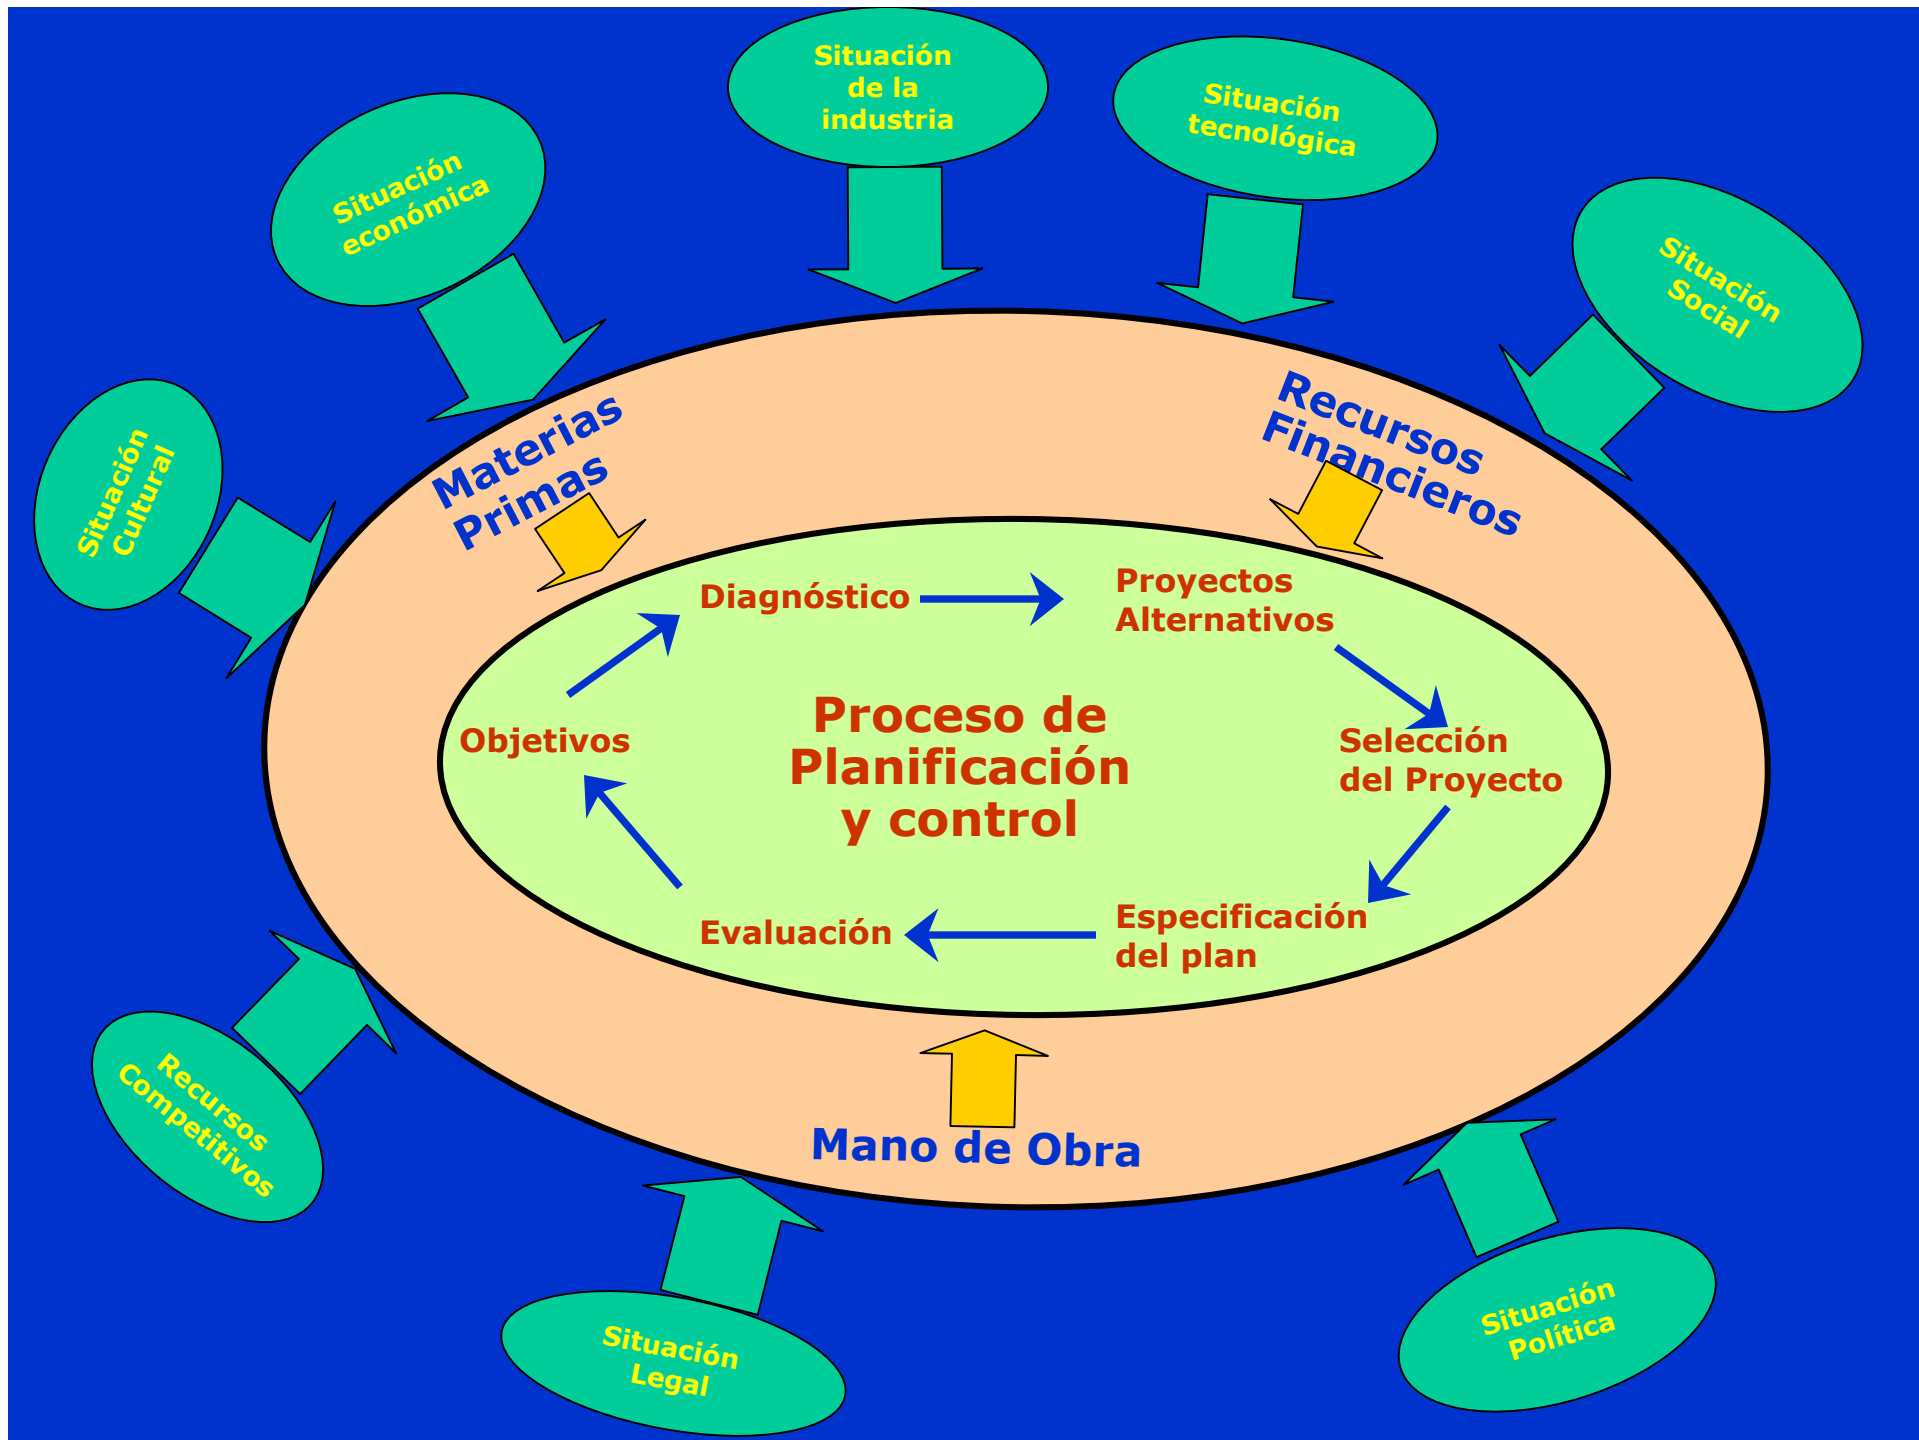 Situación
de la
industria
Situación
tecnológica
Situación
económica
Situación
Social
Situación
Cultural
Materias
Primas
Recursos
Financieros
Diagnóstico
Proyectos
Alternativos
Objetivos
Proceso de
Planificación
y control
Selección
del Proyecto
Evaluación
Especificación
del plan
Recursos
Competitivos
Mano de Obra
Situación
Legal
Situación
Política